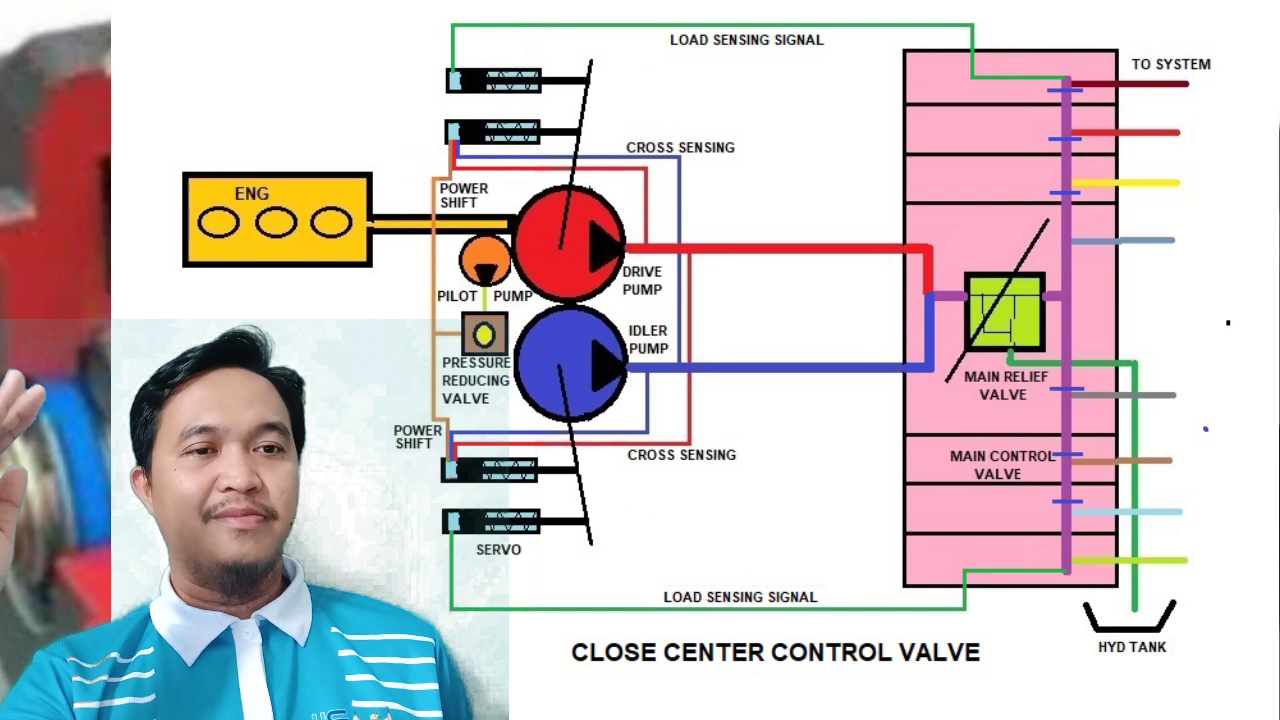 LOAD SENSING SIGNAL
TO SYSTEM
CROSS SENSING
ENG
POWER
SHIFT
DRIVE
PUMP
PILOT PUMP
IDLER
PUMP
PRESSURE
REDUCING
VALVE
MAIN RELIEF
VALVE
POWER
SHIFT
CROSS SENSING
MAIN CONTROL
VALVE
SERVO
LOAD SENSING SIGNAL
CLOSE CENTER CONTROL VALVE
HYD TANK